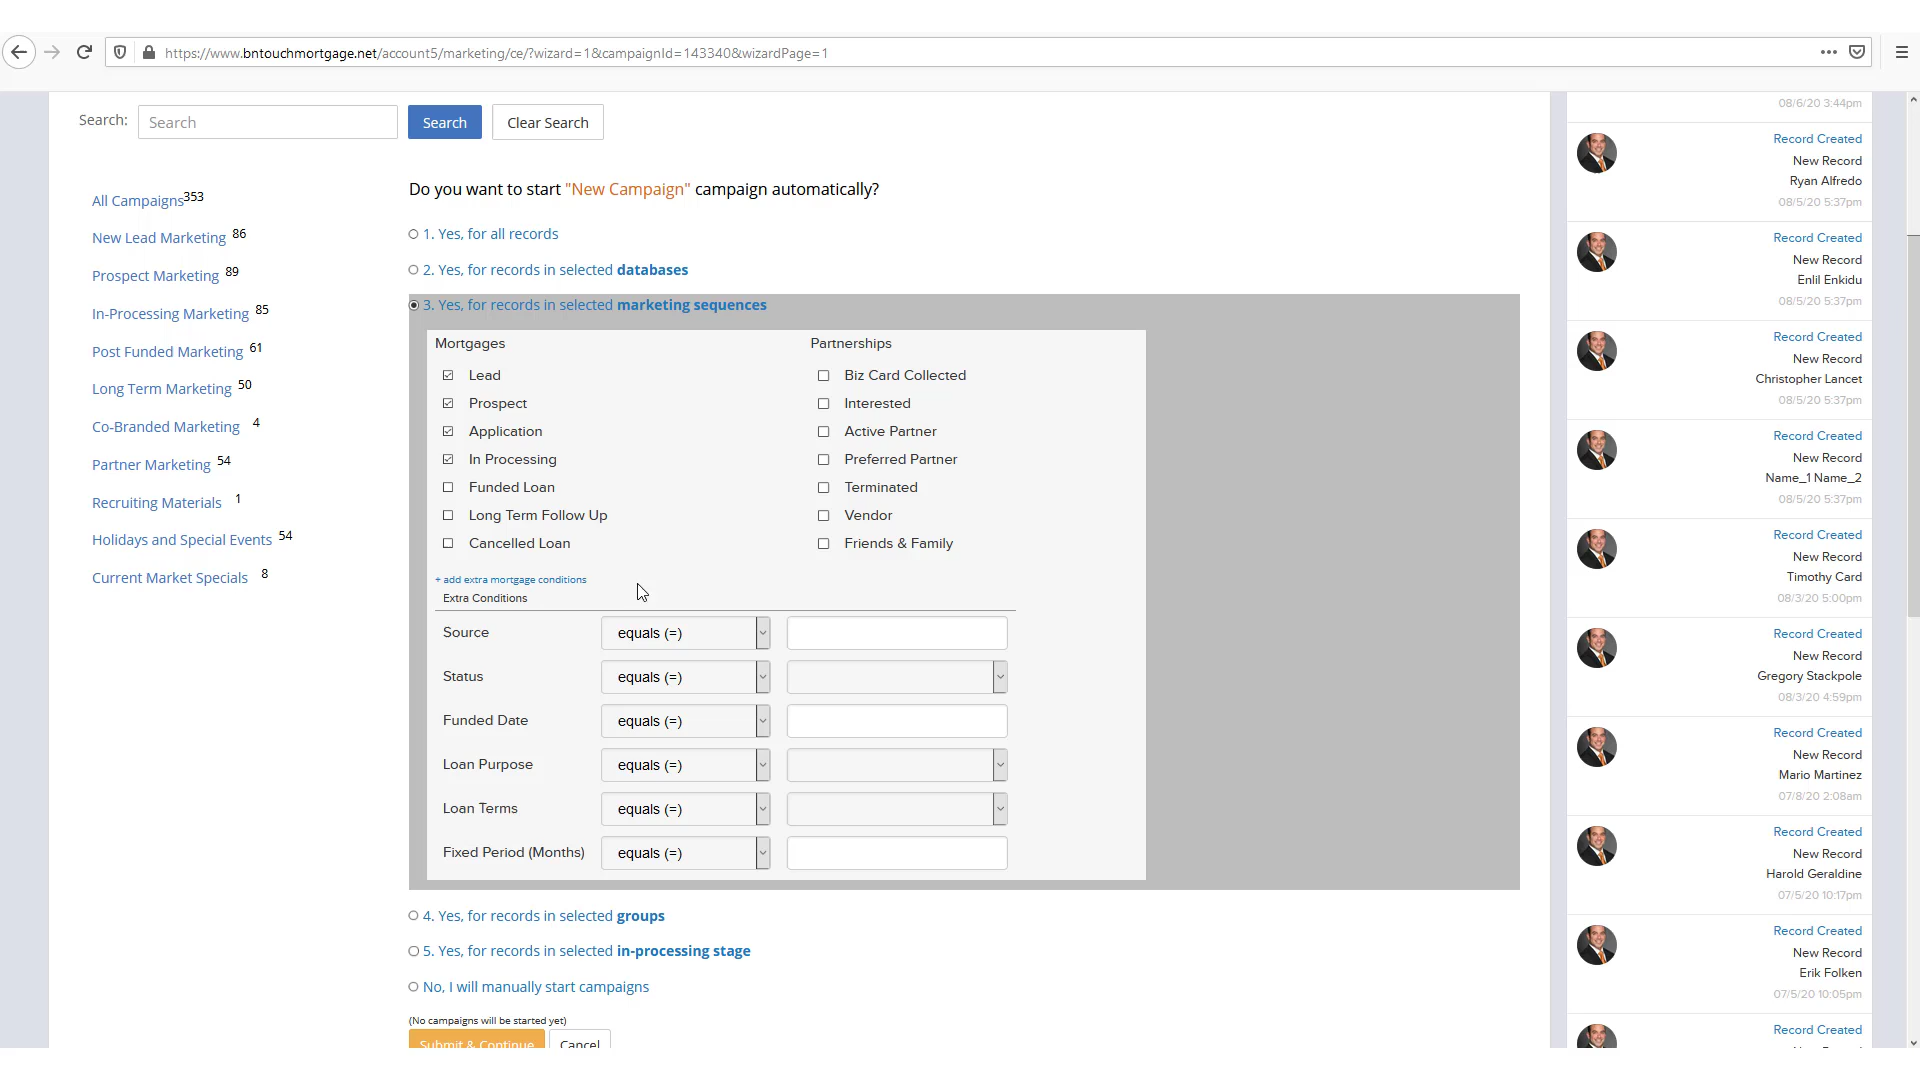 https://www.bntouchmortgage.net/account5/marketing/ce/?wizard=1&campaignId=143340&wizardPage=1
Search:
Search
Search
Clear Search
All Campaigns 353
New Lead Marketing 86
Prospect Marketing 89
In-Processing Marketing 85
Post Funded Marketing 61
Long Term Marketing 50
Co-Branded Marketing 4
Partner Marketing 54
Recruiting Materials 1
Holidays and Special Events 54
Current Market Specials 8
Do you want to start "New Campaign" campaign automatically?
1. Yes, for all records
2. Yes, for records in selected databases
3. Yes, for records in selected marketing sequences
Mortgages
Lead
Prospect
Application
In Processing
Funded Loan
Long Term Follow Up
Cancelled Loan
Partnerships
Biz Card Collected
Interested
Active Partner
Preferred Partner
Terminated
Vendor
Friends & Family
+ add extra mortgage conditions
Extra Conditions
Source equals (=)
Status equals (=)
Funded Date equals (=)
Loan Purpose equals (=)
Loan Terms equals (=)
Fixed Period (Months) equals (=)
4. Yes, for records in selected groups
5. Yes, for records in selected in-processing stage
No, I will manually start campaigns
(No campaigns will be started yet)
Submit & Continue
Cancel
08/6/20 3:44pm
Record Created
New Record
Ryan Alfredo
08/5/20 5:37pm
Record Created
New Record
Enlil Enkidu
08/5/20 5:37pm
Record Created
New Record
Christopher Lancet
08/5/20 5:37pm
Record Created
New Record
Name_1 Name_2
08/5/20 5:37pm
Record Created
New Record
Timothy Card
08/3/20 5:00pm
Record Created
New Record
Gregory Stackpole
08/3/20 4:59pm
Record Created
New Record
Mario Martinez
07/8/20 2:08am
Record Created
New Record
Harold Geraldine
07/5/20 10:17pm
Record Created
New Record
Erik Folken
07/5/20 10:05pm
Record Created